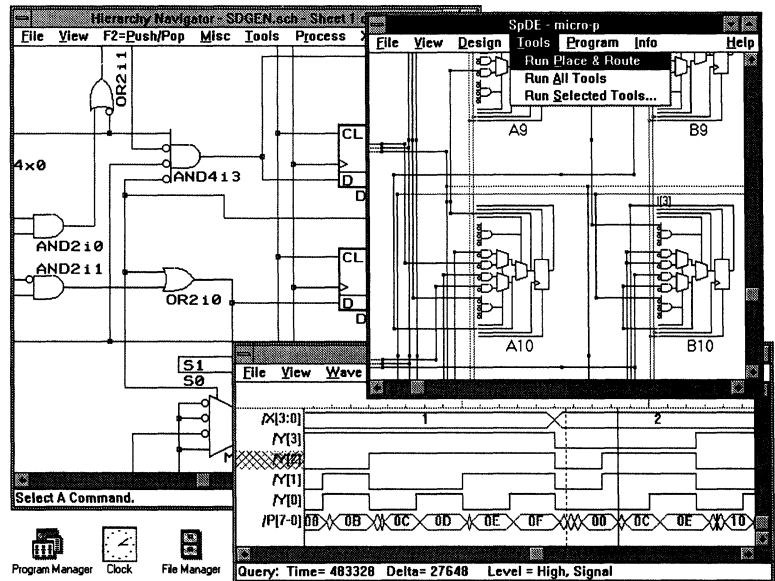 Hierarchy Navigator - SDGEN.sch - Sheet 1
File View F2=Push/Pop Misc Tools Process
OR2i1
4x0
AND4i3
CL
D
AND2i0
AND2i1
OR2i0
CL
D
S1
S0
M
Select A Command.
SpDE - micro-p
File View Design Tools Program Info Help
Run Place & Route
Run All Tools
Run Selected Tools...
A9 B9
I[3]
A10 B10
File View Wave
/X[3:0] 1 2
/Y[3]
/Y[2]
/Y[1]
/Y[0]
/P[7-0] 00 0B 0C 0D 0E 0F 00 0C 0E 10
Query: Time= 483328 Delta= 27648 Level = High, Signal
Program Manager Clock File Manager